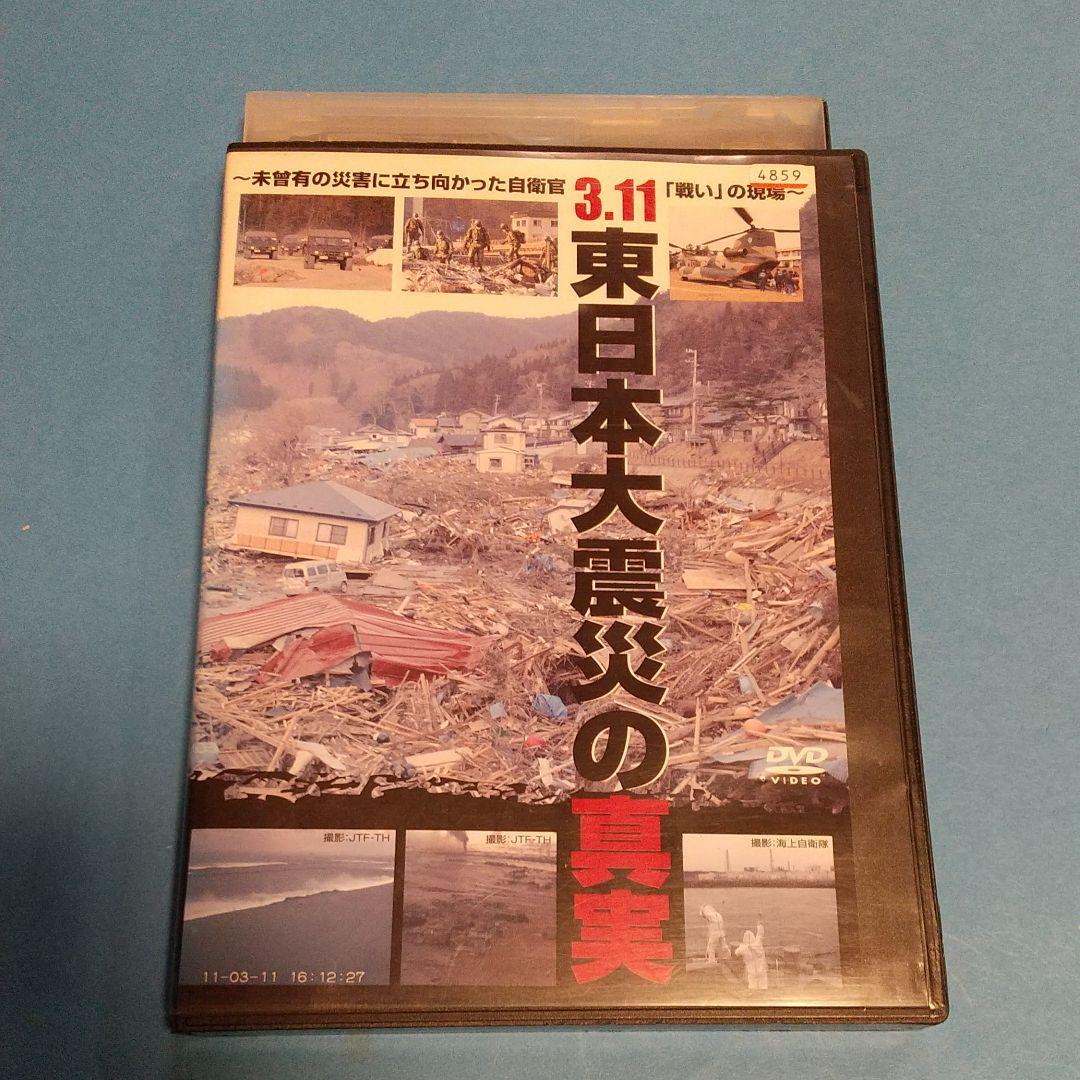 4859
～未曾有の災害に立ち向かった自衛官「戦い」の現場～
3.11
東日本大震災の真実
DVD
VIDEO
撮影:JTF-TH
撮影:JTF-TH
撮影:海上自衛隊
11-03-11 16:12:27